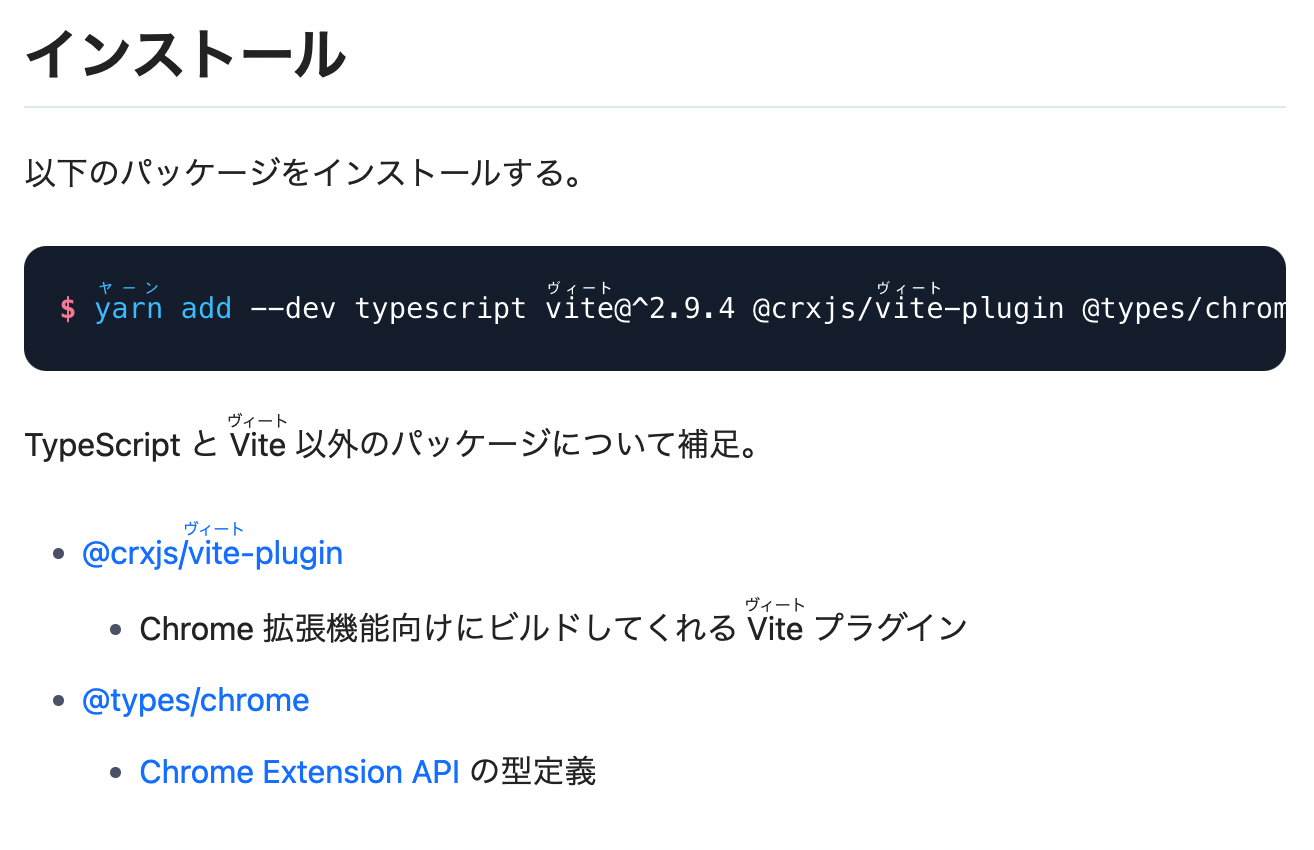 インストール
以下のパッケージをインストールする。
ヤーン ヴィート ヴィート
$ yarn add --dev typescript vite@^2.9.4 @crxjs/vite-plugin @types/chrom
ヴィート
TypeScript と Vite 以外のパッケージについて補足。
ヴィート
• @crxjs/vite-plugin
ヴィート
• Chrome 拡張機能向けにビルドしてくれる Vite プラグイン
• @types/chrome
• Chrome Extension API の型定義